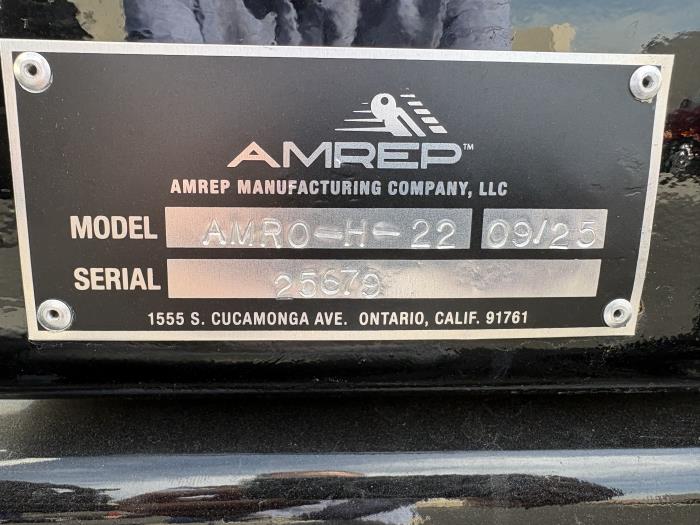 AMREP™
AMREP MANUFACTURING COMPANY, LLC
MODEL AMRO-H-22 09/25
SERIAL 25679
1555 S. CUCAMONGA AVE. ONTARIO, CALIF. 91761